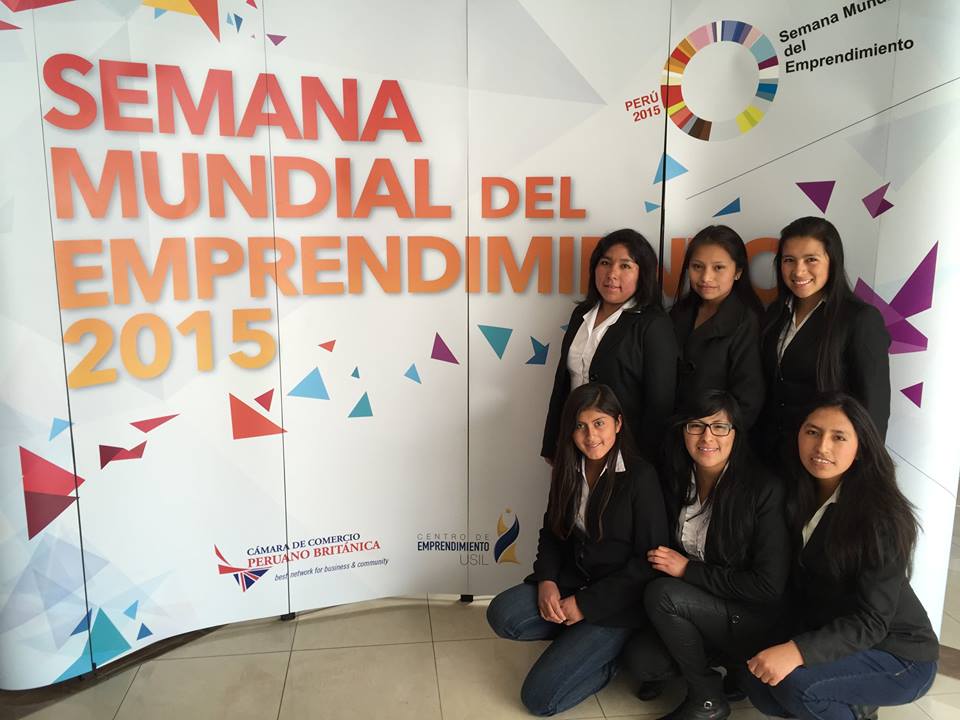 SEMANA
MUNDIAL DEL
EMPRENDIMIENTO
2015
Semana Mundial
del
Emprendimiento
PERÚ
2015
CÁMARA DE COMERCIO
PERUANO BRITÁNICA
best network for business & community
CENTRO DE
EMPRENDIMIENTO
USIL